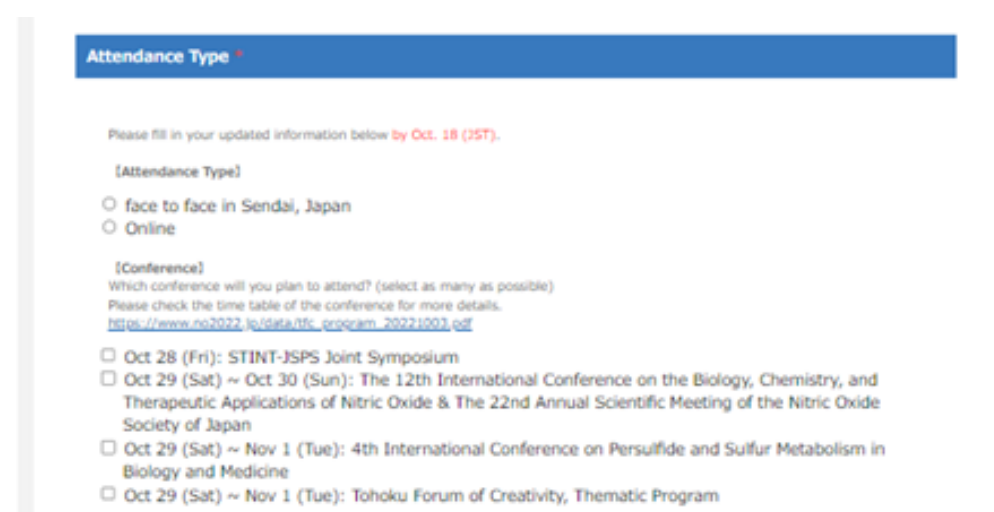 Attendance Type *
Please fill in your updated information below by Oct. 18 (JST).
[Attendance Type]
face to face in Sendai, Japan
Online
[Conference]
Which conference will you plan to attend? (select as many as possible)
Please check the time table of the conference for more details.
https://www.no2022.jp/data/tfc_program_20221003.pdf
Oct 28 (Fri): STINT-JSPS Joint Symposium
Oct 29 (Sat) ~ Oct 30 (Sun): The 12th International Conference on the Biology, Chemistry, and
Therapeutic Applications of Nitric Oxide & The 22nd Annual Scientific Meeting of the Nitric Oxide
Society of Japan
Oct 29 (Sat) ~ Nov 1 (Tue): 4th International Conference on Persulfide and Sulfur Metabolism in
Biology and Medicine
Oct 29 (Sat) ~ Nov 1 (Tue): Tohoku Forum of Creativity, Thematic Program